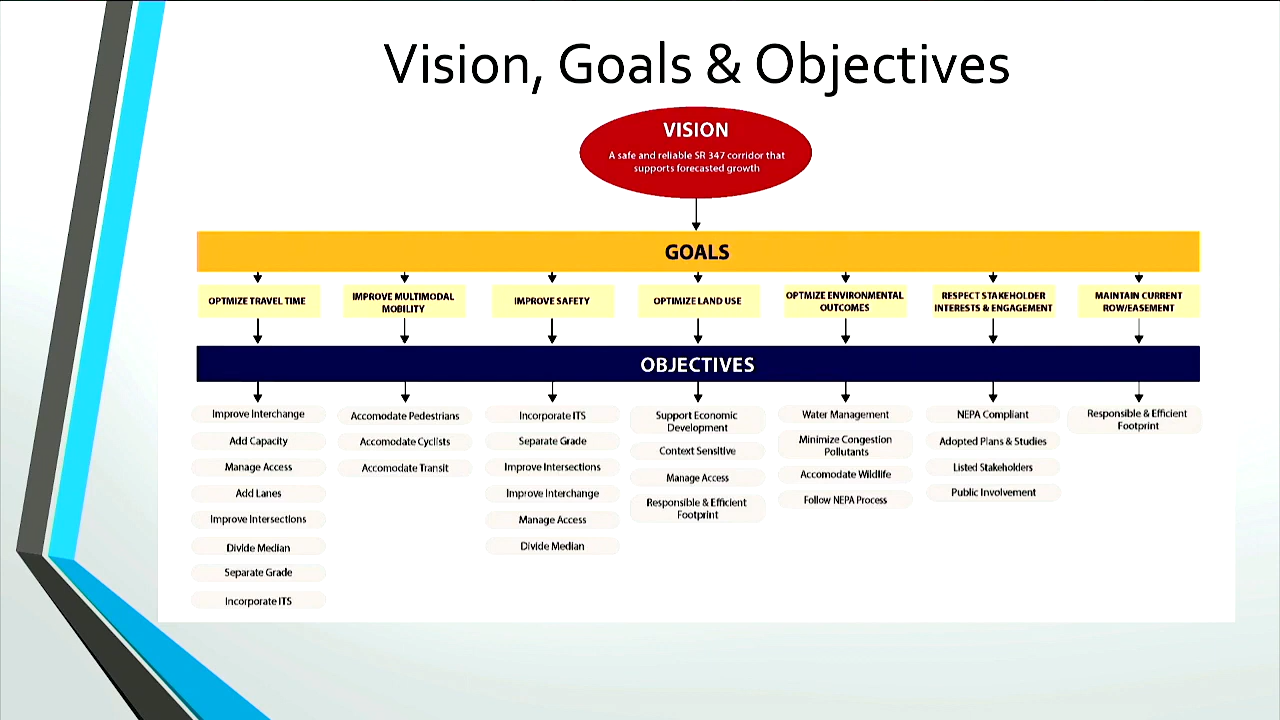 Vision, Goals & Objectives
VISION
A safe and reliable SR 347 corridor that
supports forecasted growth
GOALS
OPTMIZE TRAVEL TIME
IMPROVE MULTIMODAL
MOBILITY
IMPROVE SAFETY
OPTIMIZE LAND USE
OPTMIZE ENVIRONMENTAL
OUTCOMES
RESPECT STAKEHOLDER
INTERESTS & ENGAGEMENT
MAINTAIN CURRENT
ROW/EASEMENT
OBJECTIVES
Improve Interchange
Add Capacity
Manage Access
Add Lanes
Improve Intersections
Divide Median
Separate Grade
Incorporate ITS
Accomodate Pedestrians
Accomodate Cyclists
Accomodate Transit
Incorporate ITS
Separate Grade
Improve Intersections
Improve Interchange
Manage Access
Divide Median
Support Economic
Development
Context Sensitive
Manage Access
Responsible & Efficient
Footprint
Water Management
Minimize Congestion
Pollutants
Accomodate Wildlife
Follow NEPA Process
NEPA Compliant
Adopted Plans & Studies
Listed Stakeholders
Public Involvement
Responsible & Efficient
Footprint